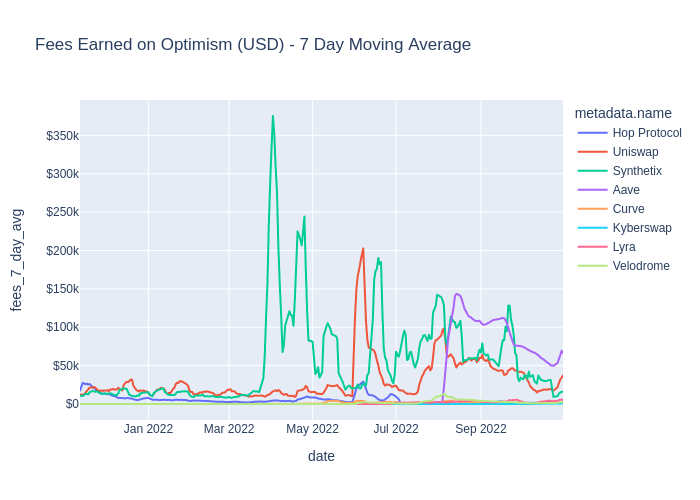 Fees Earned on Optimism (USD) - 7 Day Moving Average
metadata.name
Hop Protocol
Uniswap
Synthetix
Aave
Curve
Kyberswap
Lyra
Velodrome
fees_7_day_avg
$350k
$300k
$250k
$200k
$150k
$100k
$50k
$0
Jan 2022
Mar 2022
May 2022
Jul 2022
Sep 2022
date